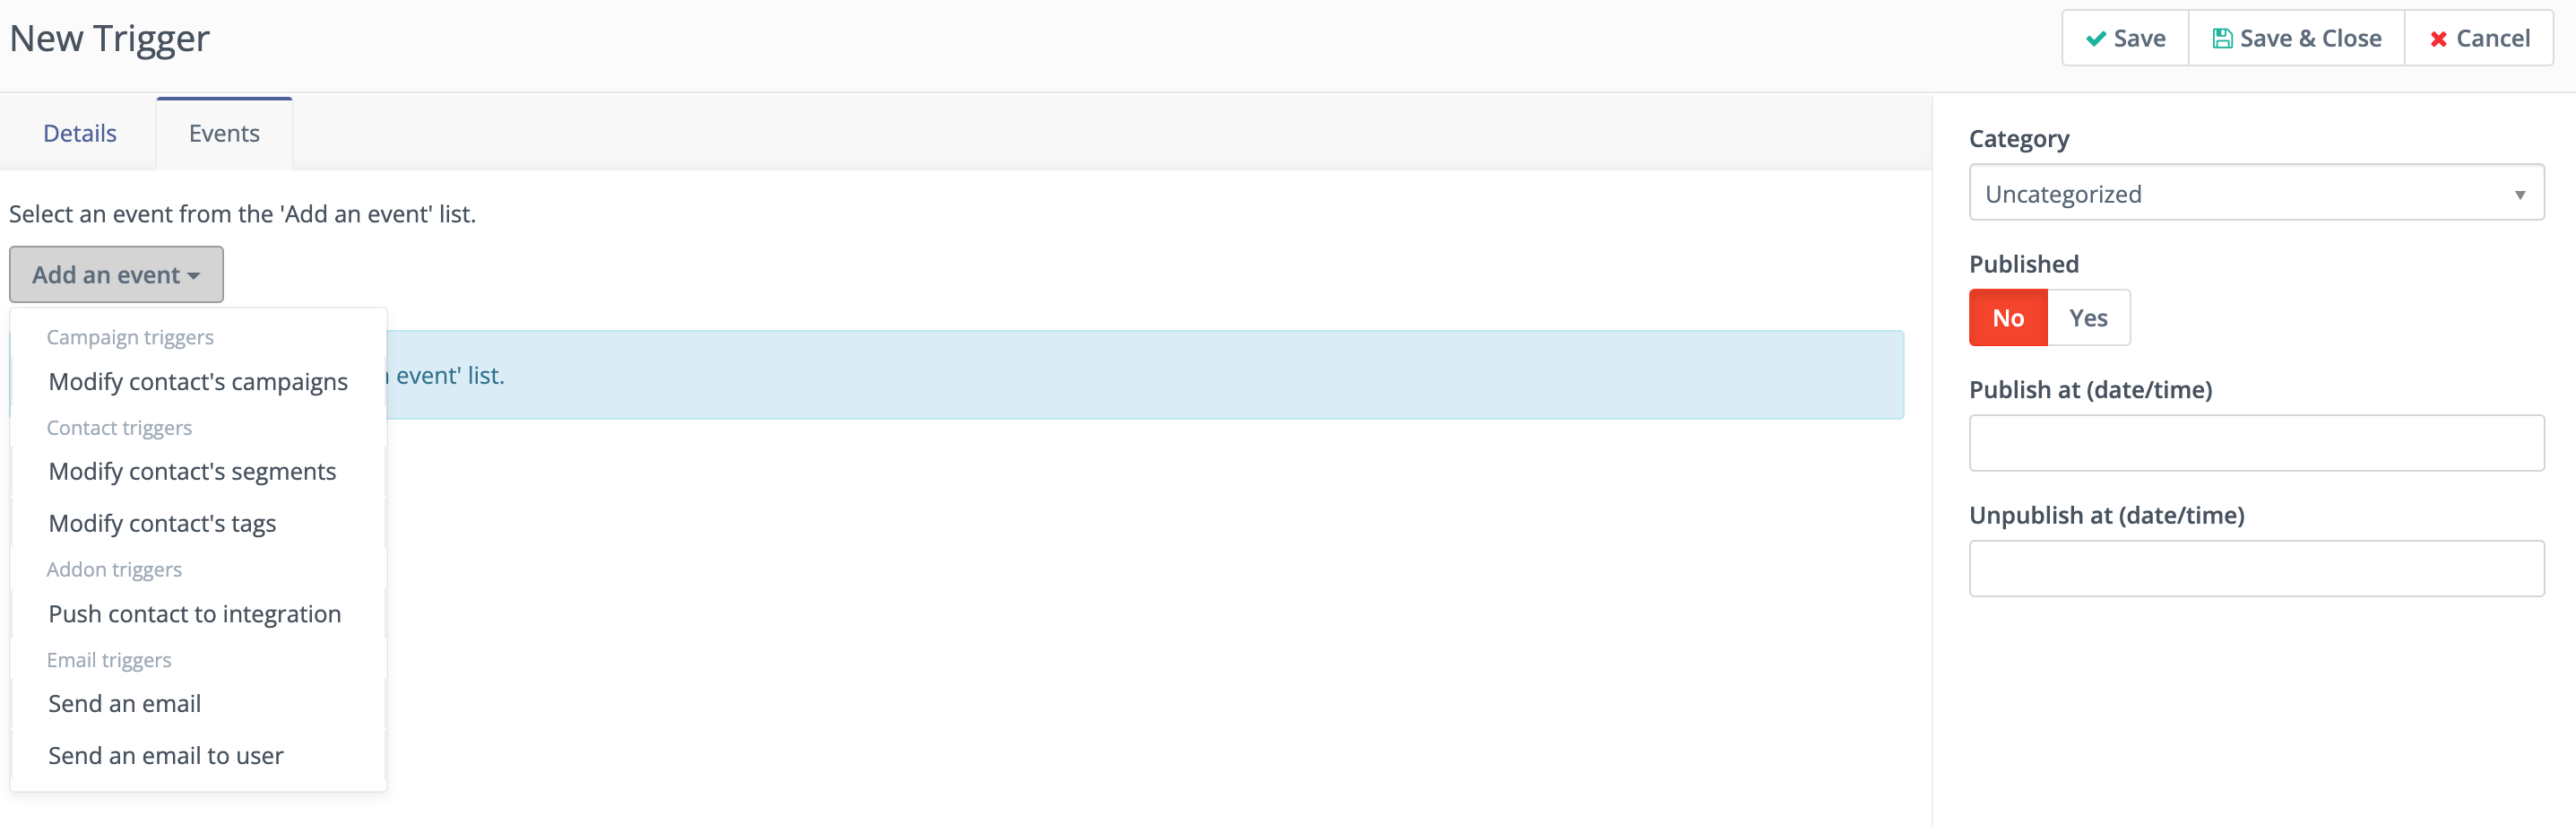 New Trigger
Save
Save & Close
Cancel
Details
Events
Select an event from the 'Add an event' list.
Add an event
Campaign triggers
Modify contact's campaigns
event' list.
Contact triggers
Modify contact's segments
Modify contact's tags
Addon triggers
Push contact to integration
Email triggers
Send an email
Send an email to user
Category
Uncategorized
Published
No
Yes
Publish at (date/time)
Unpublish at (date/time)